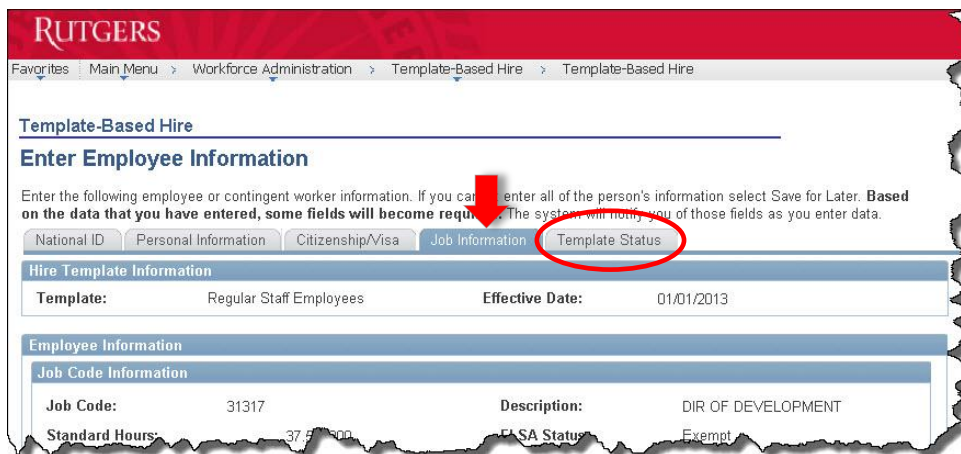 RUTGERS
Favorites Main Menu > Workforce Administration > Template-Based Hire > Template-Based Hire
Template-Based Hire
Enter Employee Information
Enter the following employee or contingent worker information. If you enter all of the person's information select Save for Later. Based
on the data that you have entered, some fields will become The system will notify you of those fields as you enter data.
National ID Personal Information Citizenship/Visa Job Information Template Status
Hire Template Information
Template: Regular Staff Employees Effective Date: 01/01/2013
Employee Information
Job Code Information
Job Code: 31317 Description: DIR OF DEVELOPMENT
Standard Hours: FLSA Status: Exempt